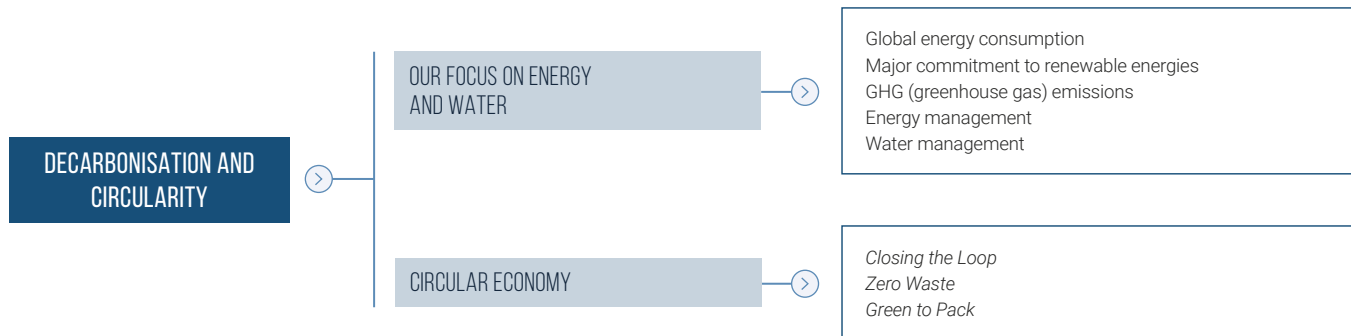 DECARBONISATION AND
CIRCULARITY
OUR FOCUS ON ENERGY
AND WATER
Global energy consumption
Major commitment to renewable energies
GHG (greenhouse gas) emissions
Energy management
Water management
CIRCULAR ECONOMY
Closing the Loop
Zero Waste
Green to Pack